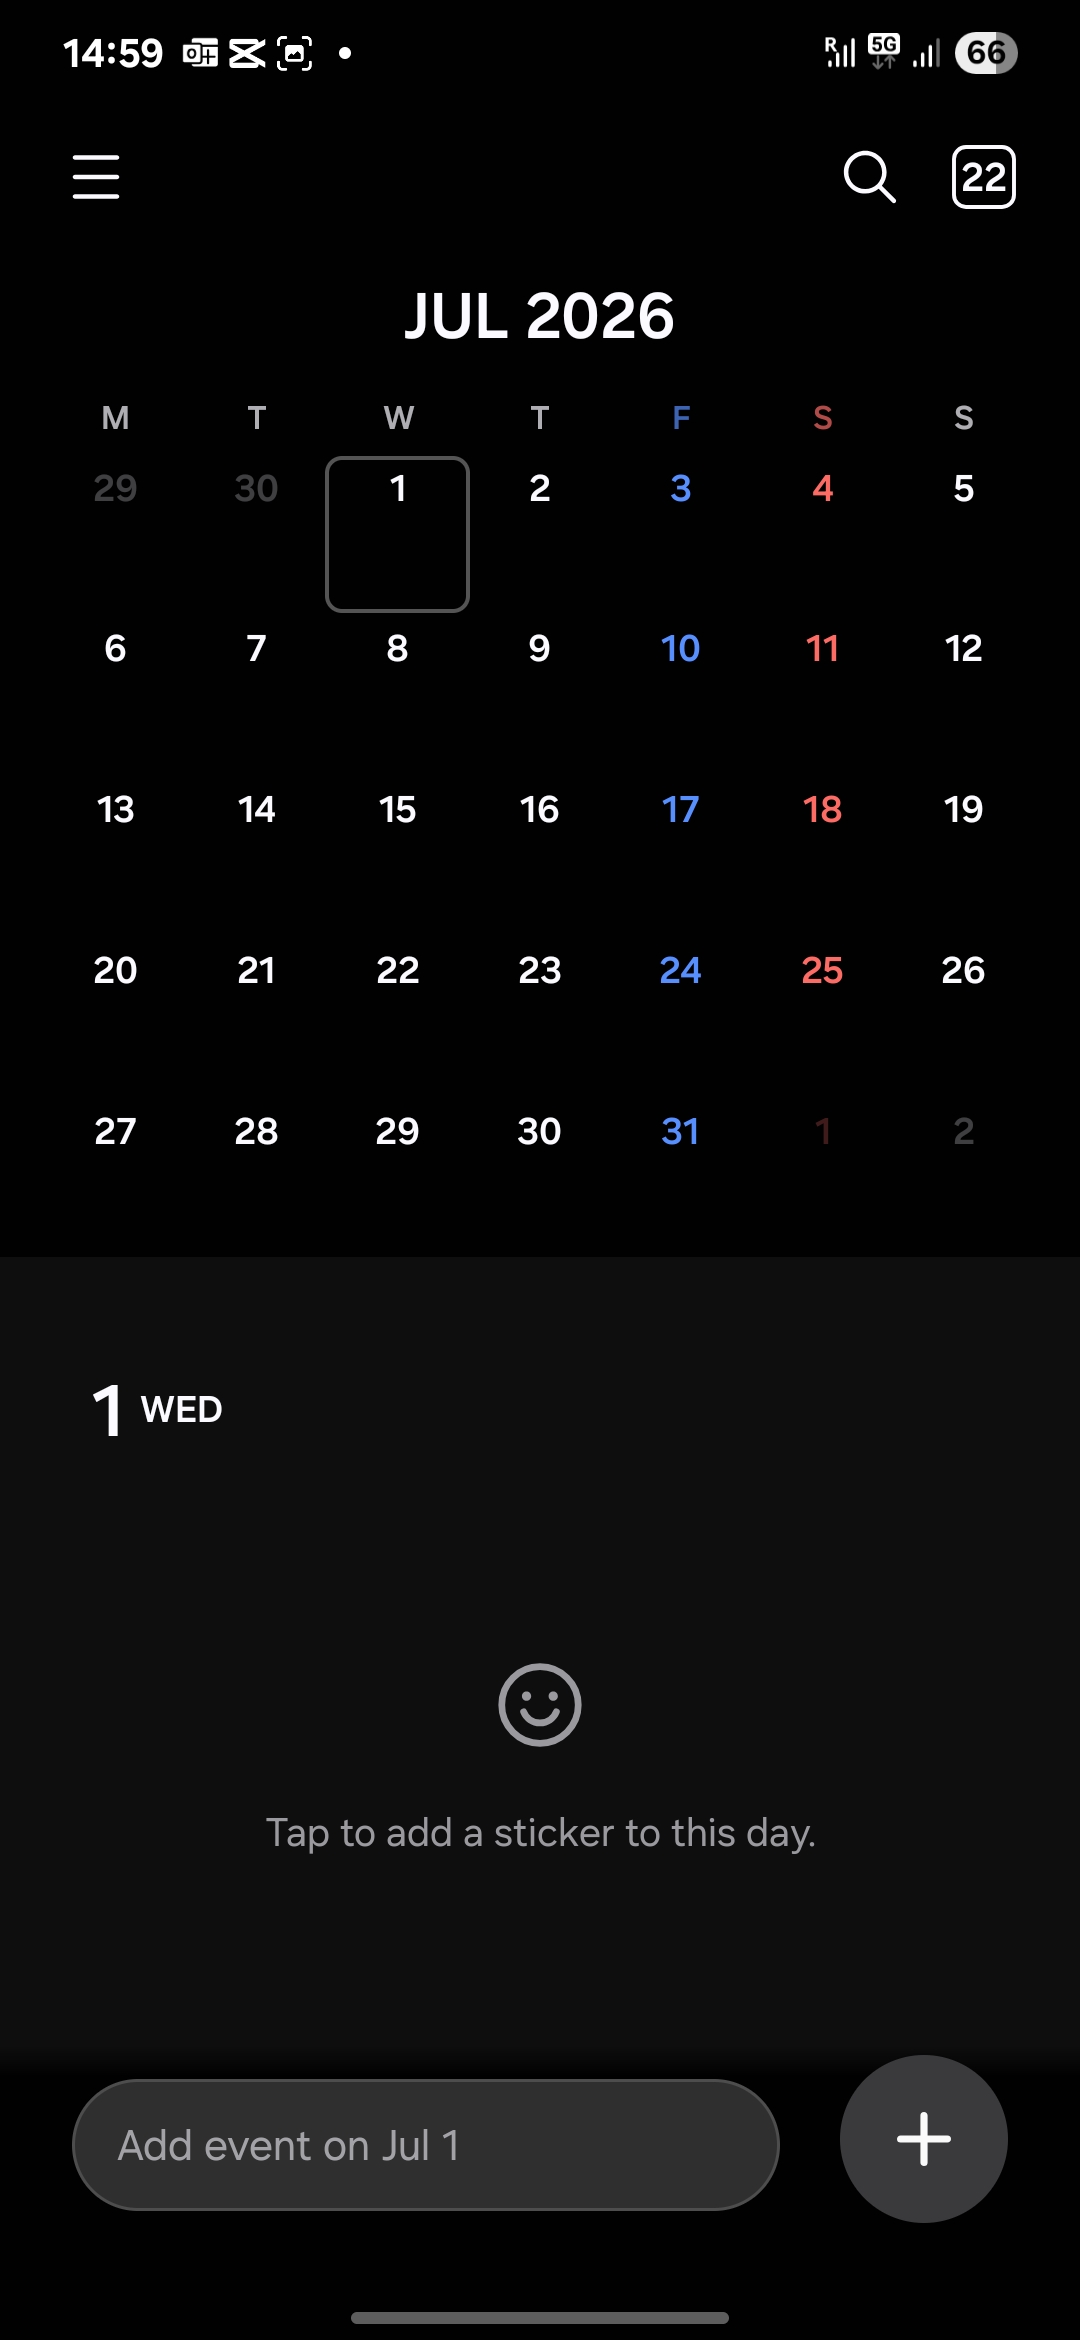 14:59 R 5G 66
22
JUL 2026
M T W T F S S
29 30 1 2 3 4 5
6 7 8 9 10 11 12
13 14 15 16 17 18 19
20 21 22 23 24 25 26
27 28 29 30 31 1 2
1 WED
Tap to add a sticker to this day.
Add event on Jul 1